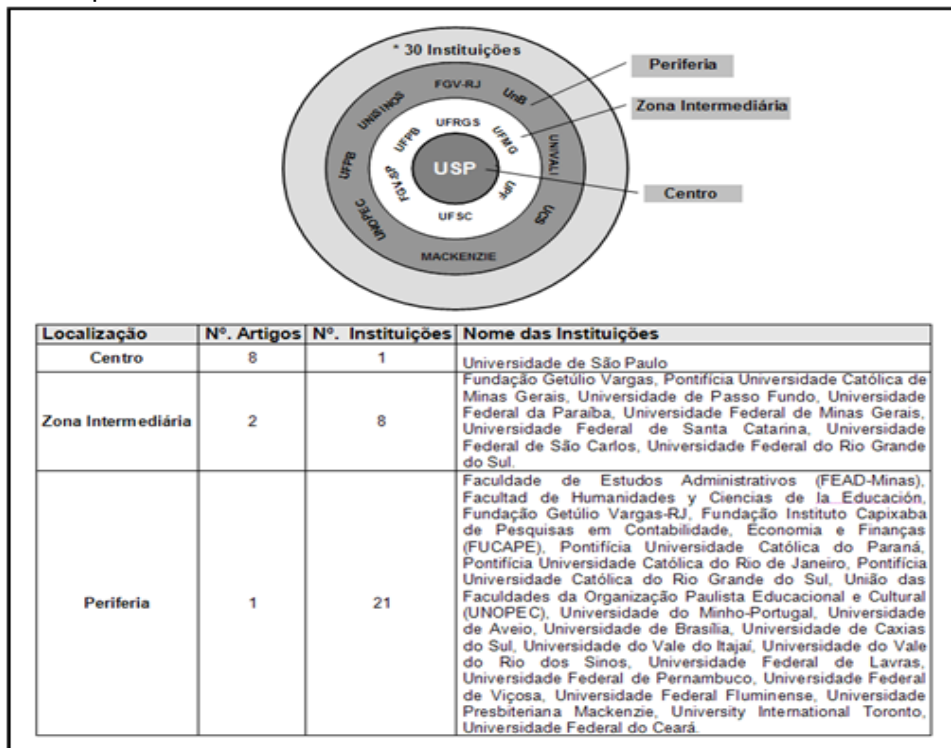 * 30 Instituições
Periferia
FGV-RJ
UnB
UNISINOS
Zona Intermediária
UFRGS
UFPB
UFMG
UNIVALI
UFPB
USP
FGV-SP
UPF
Centro
UNOPEC
UFSC
UCS
MACKENZIE
Localização Nº. Artigos Nº. Instituições Nome das Instituições
Centro 8 1 Universidade de São Paulo
Fundação Getúlio Vargas, Pontifícia Universidade Católica de
Minas Gerais, Universidade de Passo Fundo, Universidade
Zona Intermediária 2 8 Federal da Paraíba, Universidade Federal de Minas Gerais,
Universidade Federal de Santa Catarina, Universidade
Federal de São Carlos, Universidade Federal do Rio Grande
do Sul.
Faculdade de Estudos Administrativos (FEAD-Minas),
Facultad de Humanidades y Ciencias de la Educación,
Fundação Getúlio Vargas-RJ, Fundação Instituto Capixaba
de Pesquisas em Contabilidade, Economia e Finanças
(FUCAPE), Pontifícia Universidade Católica do Paraná,
Pontifícia Universidade Católica do Rio de Janeiro, Pontifícia
Universidade Católica do Rio Grande do Sul, União das
Faculdades da Organização Paulista Educacional e Cultural
Periferia 1 21 (UNOPEC), Universidade do Minho-Portugal, Universidade
de Aveio, Universidade de Brasília, Universidade de Caxias
do Sul, Universidade do Vale do Itajaí, Universidade do Vale
do Rio dos Sinos, Universidade Federal de Lavras,
Universidade Federal de Pernambuco, Universidade Federal
de Viçosa, Universidade Federal Fluminense, Universidade
Presbiteriana Mackenzie, University International Toronto,
Universidade Federal do Ceará.